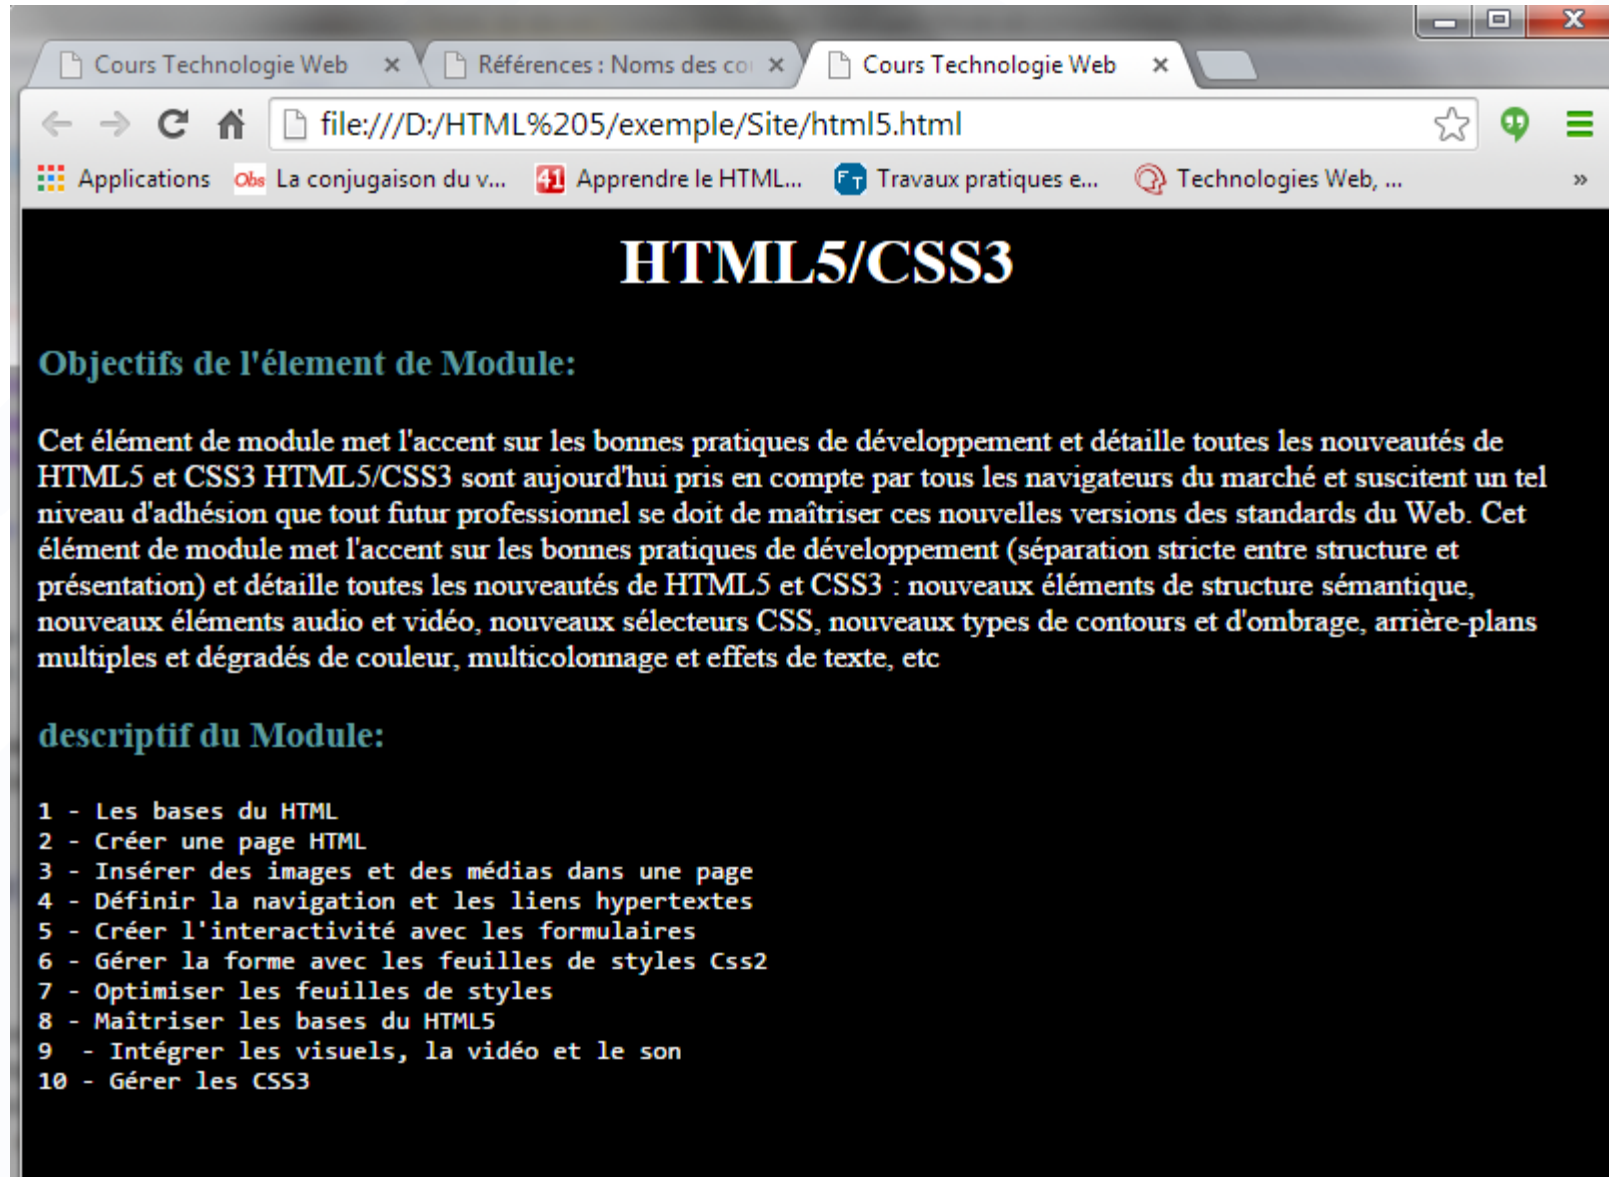 Cours Technologie Web
Références : Noms des co
Cours Technologie Web
file:///D:/HTML%205/exemple/Site/html5.html
Applications
Obs La conjugaison du v...
41 Apprendre le HTML...
FT Travaux pratiques e...
Technologies Web, ...
»
HTML5/CSS3
Objectifs de l'élement de Module:
Cet élément de module met l'accent sur les bonnes pratiques de développement et détaille toutes les nouveautés de
HTML5 et CSS3 HTML5/CSS3 sont aujourd'hui pris en compte par tous les navigateurs du marché et suscitent un tel
niveau d'adhésion que tout futur professionnel se doit de maîtriser ces nouvelles versions des standards du Web. Cet
élément de module met l'accent sur les bonnes pratiques de développement (séparation stricte entre structure et
présentation) et détaille toutes les nouveautés de HTML5 et CSS3 : nouveaux éléments de structure sémantique,
nouveaux éléments audio et vidéo, nouveaux sélecteurs CSS, nouveaux types de contours et d'ombrage, arrière-plans
multiples et dégradés de couleur, multicolonnage et effets de texte, etc
descriptif du Module:
1 - Les bases du HTML
2 - Créer une page HTML
3 - Insérer des images et des médias dans une page
4 - Définir la navigation et les liens hypertextes
5 - Créer l'interactivité avec les formulaires
6 - Gérer la forme avec les feuilles de styles Css2
7 - Optimiser les feuilles de styles
8 - Maîtriser les bases du HTML5
9  - Intégrer les visuels, la vidéo et le son
10 - Gérer les CSS3